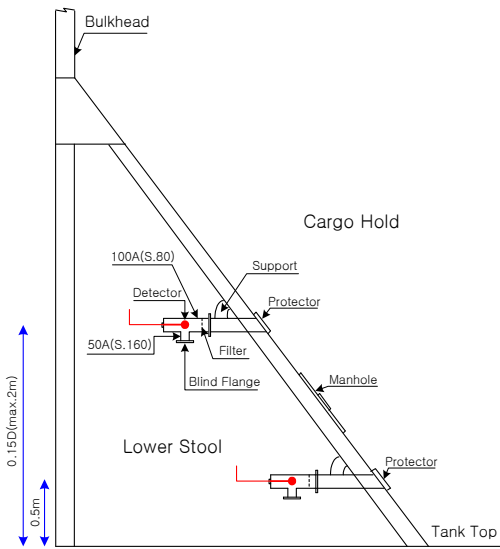 Bulkhead
Cargo Hold
100A(S.80)
Support
Detector
Protector
50A(S.160)
Filter
Blind Flange
Manhole
0.15D(max.2m)
Lower Stool
Protector
0.5m
Tank Top